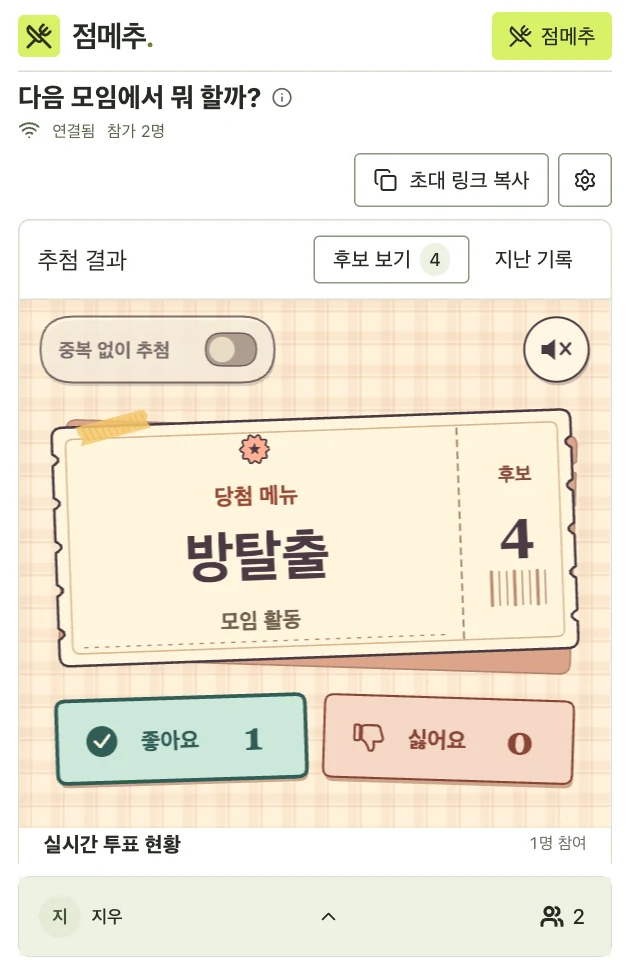 점메추.
점메추
다음 모임에서 뭐 할까?
연결됨 참가 2명
초대 링크 복사
추첨 결과
후보 보기 4
지난 기록
중복 없이 추첨
당첨 메뉴
방탈출
모임 활동
후보
4
좋아요 1
싫어요 0
실시간 투표 현황
1명 참여
지 지우
2